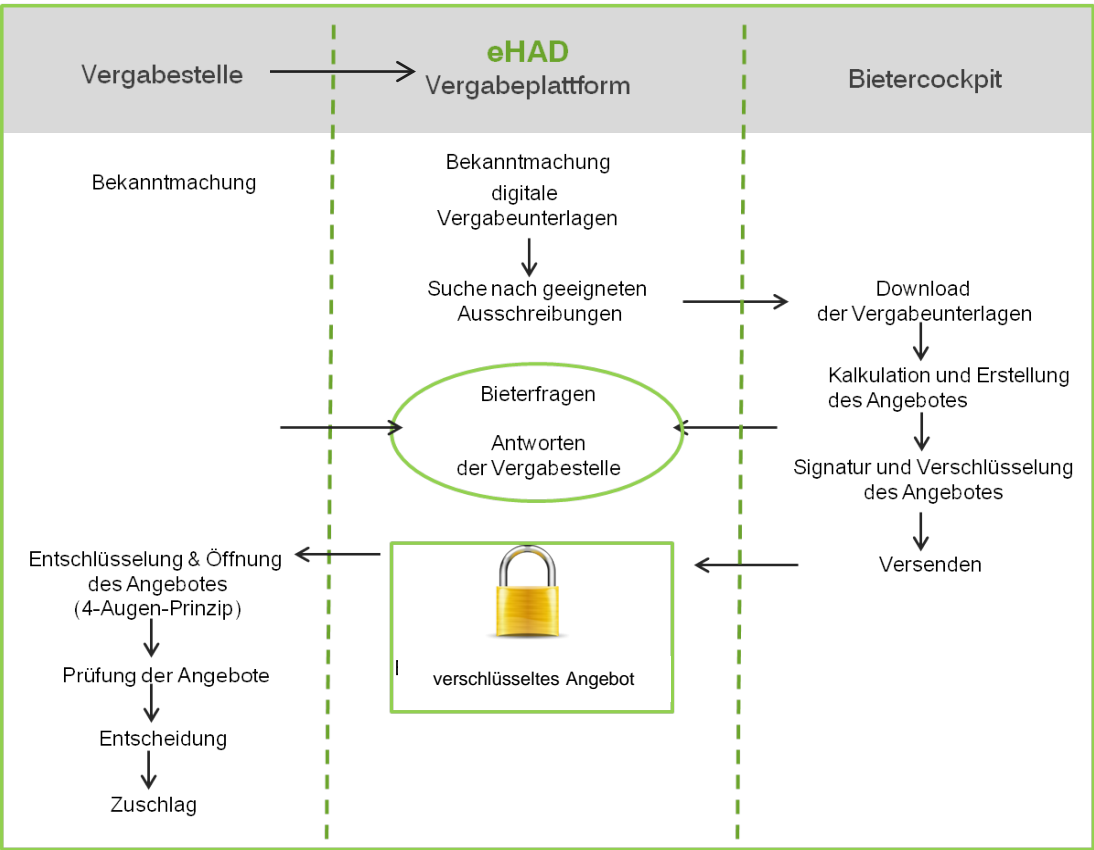 Vergabestelle
eHAD
Vergabeplattform
Bietercockpit
Bekanntmachung
Bekanntmachung
digitale
Vergabeunterlagen
Suche nach geeigneten
Ausschreibungen
Download
der Vergabeunterlagen
Kalkulation und Erstellung
des Angebotes
Bieterfragen
Antworten
der Vergabestelle
Signatur und Verschlüsselung
des Angebotes
Versenden
Entschlüsselung & Öffnung
des Angebotes
(4-Augen-Prinzip)
verschlüsseltes Angebot
Prüfung der Angebote
Entscheidung
Zuschlag